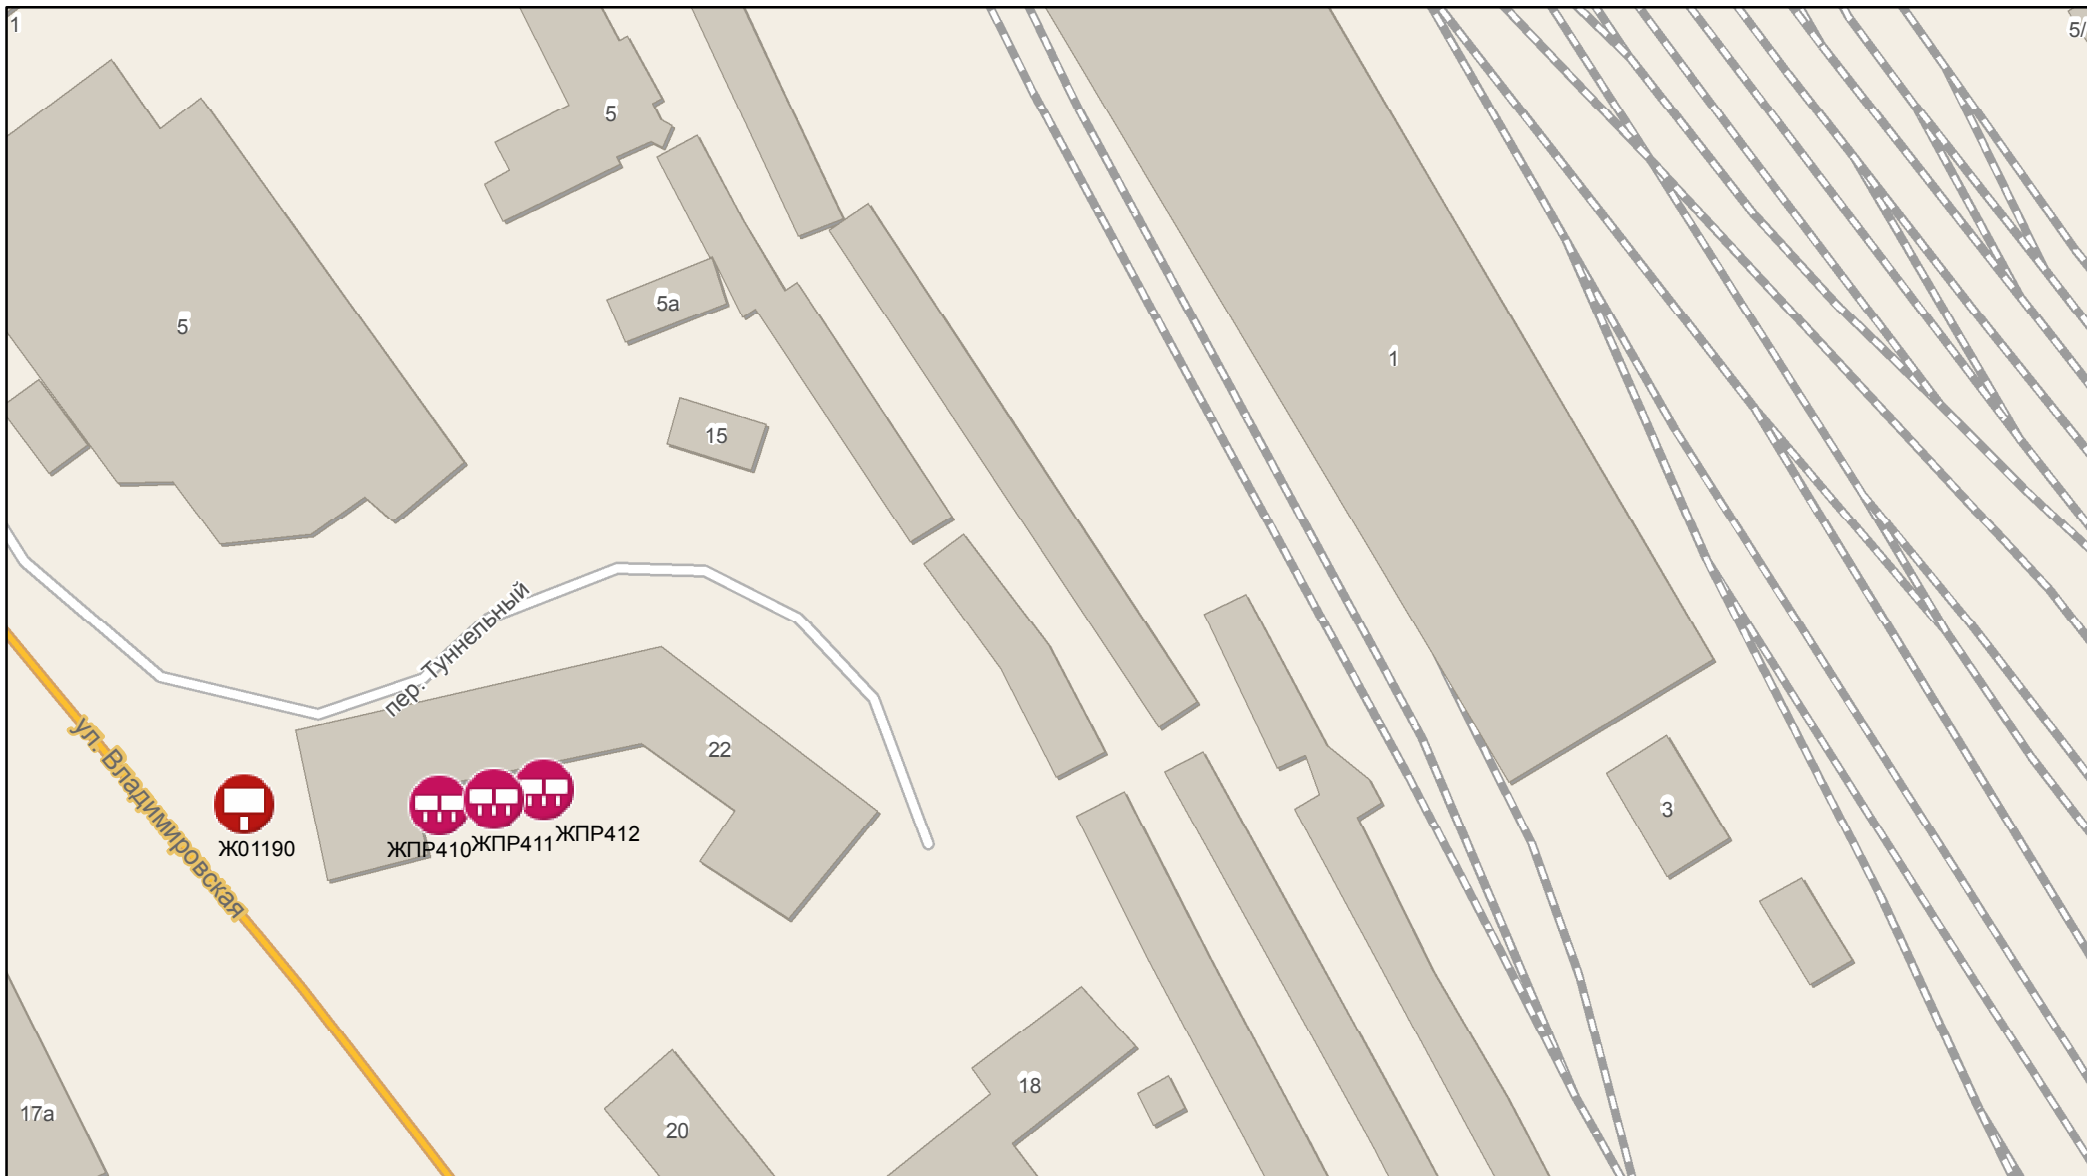 1
5/
5
5а
5
1
15
пер. Туннельный
22
ул. Владимировская
3
Ж01190
ЖПР410
ЖПР411
ЖПР412
18
17а
20